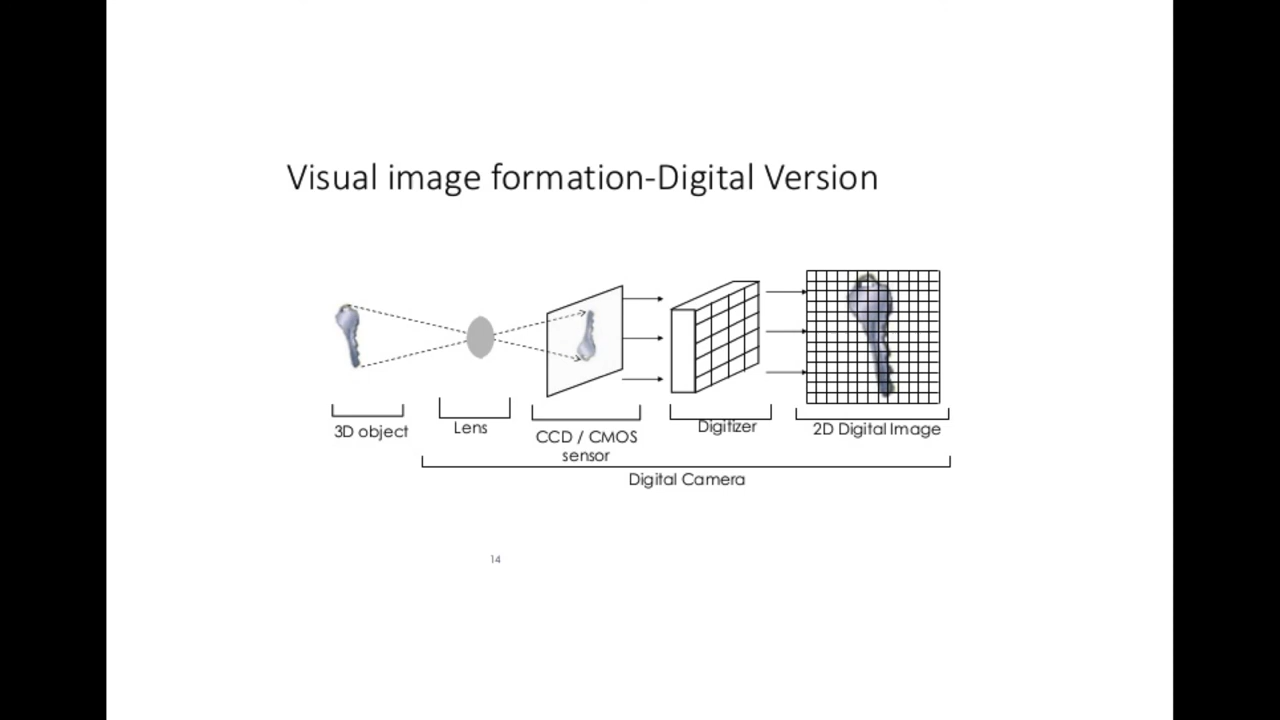 Visual image formation-Digital Version
3D object
Lens
CCD / CMOS
sensor
Digitizer
2D Digital Image
Digital Camera
14